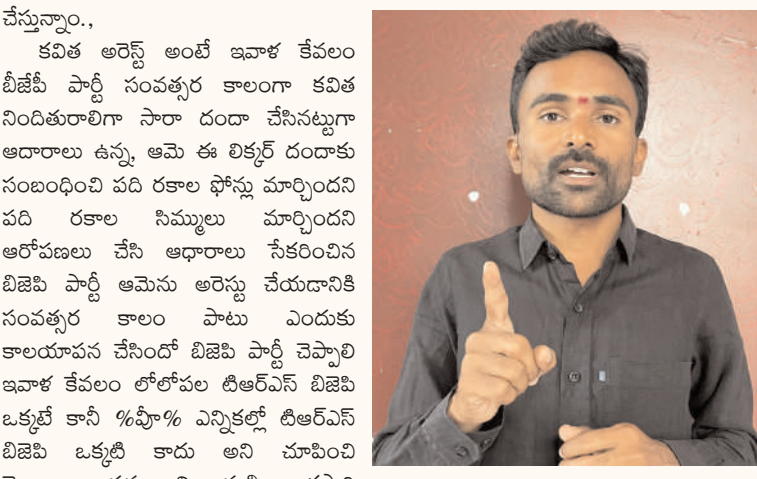 చేస్తున్నాం.,
కవిత అరెస్ట్ అంటే ఇవాళ కేవలం
బీజేపీ పార్టీ సంవత్సర కాలంగా కవిత
నిందితురాలిగా సారా దందా చేసినట్టుగా
ఆదారాలు ఉన్న, ఆమె ఈ లిక్కర్ దందాకు
సంబంధించి పది రకాల ఫోన్లు మార్చిందని
పది రకాల సిమ్ములు మార్చిందని
ఆరోపణలు చేసి ఆధారాలు సేకరించిన
బిజెపి పార్టీ ఆమెను అరెస్టు చేయడానికి
సంవత్సర కాలం పాటు ఎందుకు
కాలయాపన చేసిందో బిజెపి పార్టీ చెప్పాలి
ఇవాళ కేవలం లోలోపల టిఆర్ఎస్ బిజెపి
ఒక్కటే కానీ %వీూ% ఎన్నికల్లో టిఆర్ఎస్
బిజెపి ఒక్కటి కాదు అని చూపించి